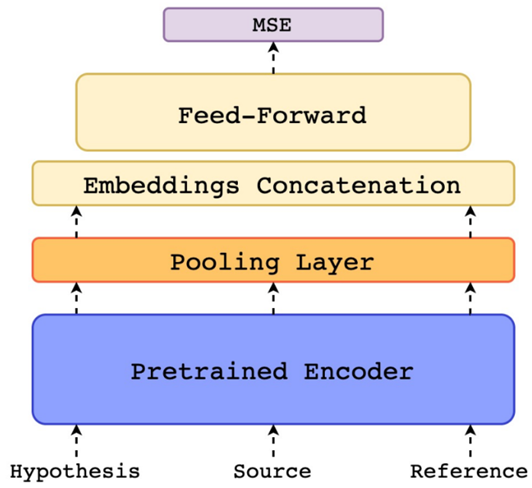 MSE
Feed-Forward
Embeddings Concatenation
Pooling Layer
Pretrained Encoder
Hypothesis Source Reference